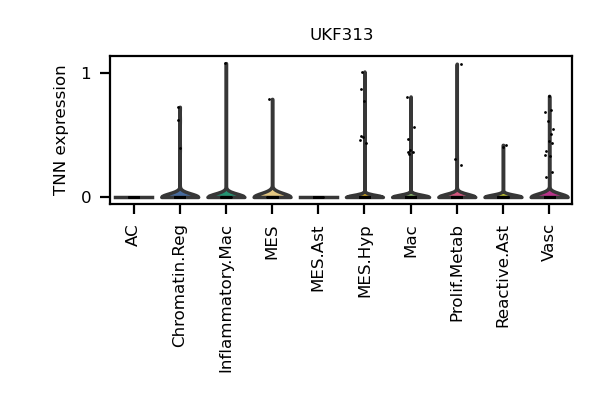 UKF313
TNN expression
1
0
AC
Chromatin.Reg
Inflammatory.Mac
MES
MES.Ast
MES.Hyp
Mac
Prolif.Metab
Reactive.Ast
Vasc